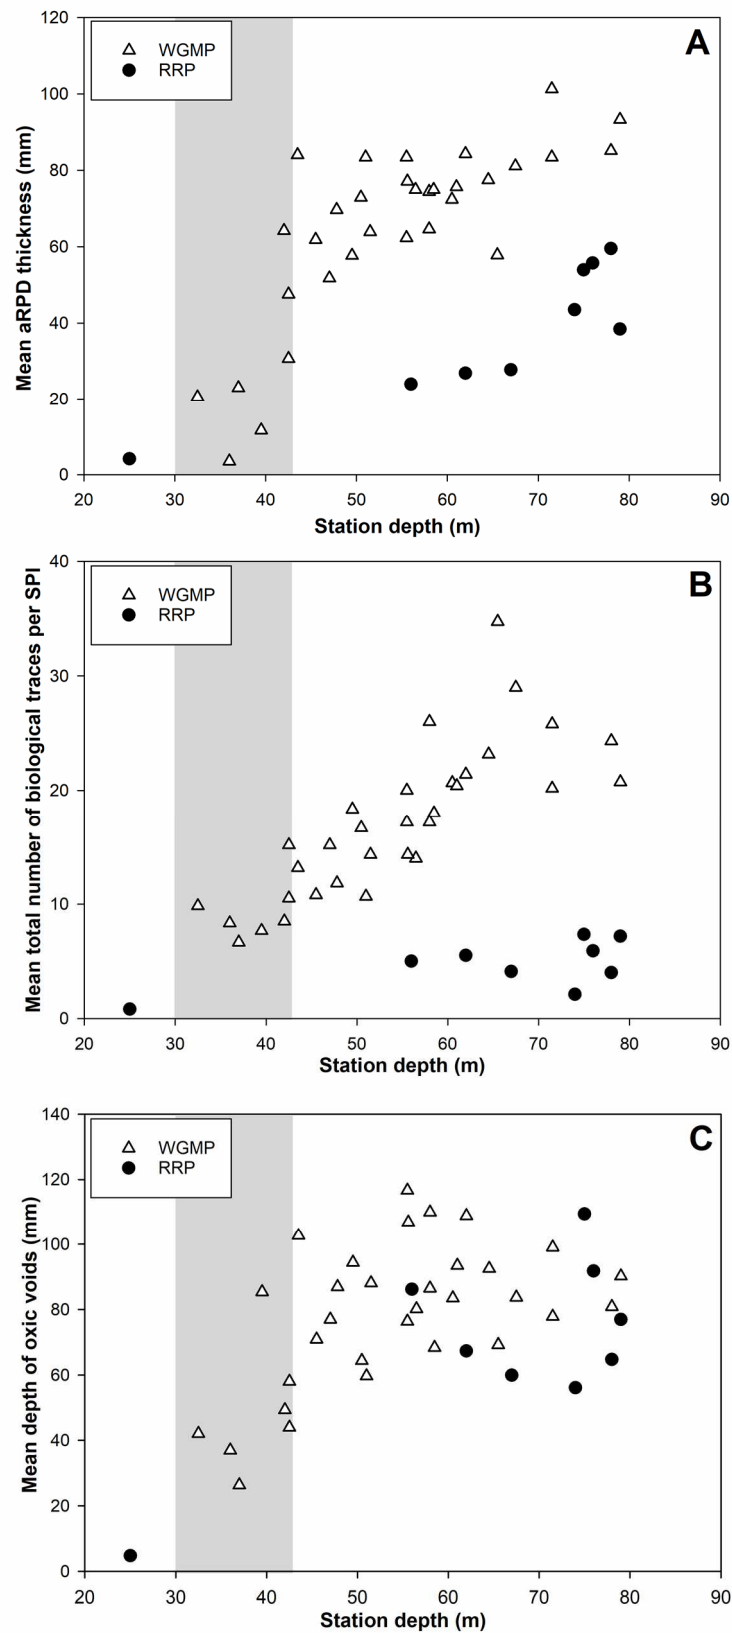 A
WGMP
RRP
120
100
80
60
40
20
0
Mean aRPD thickness (mm)
20 30 40 50 60 70 80 90
Station depth (m)
B
WGMP
RRP
40
30
20
10
0
Mean total number of biological traces per SPI
20 30 40 50 60 70 80 90
Station depth (m)
C
WGMP
RRP
140
120
100
80
60
40
20
0
Mean depth of oxic voids (mm)
20 30 40 50 60 70 80 90
Station depth (m)